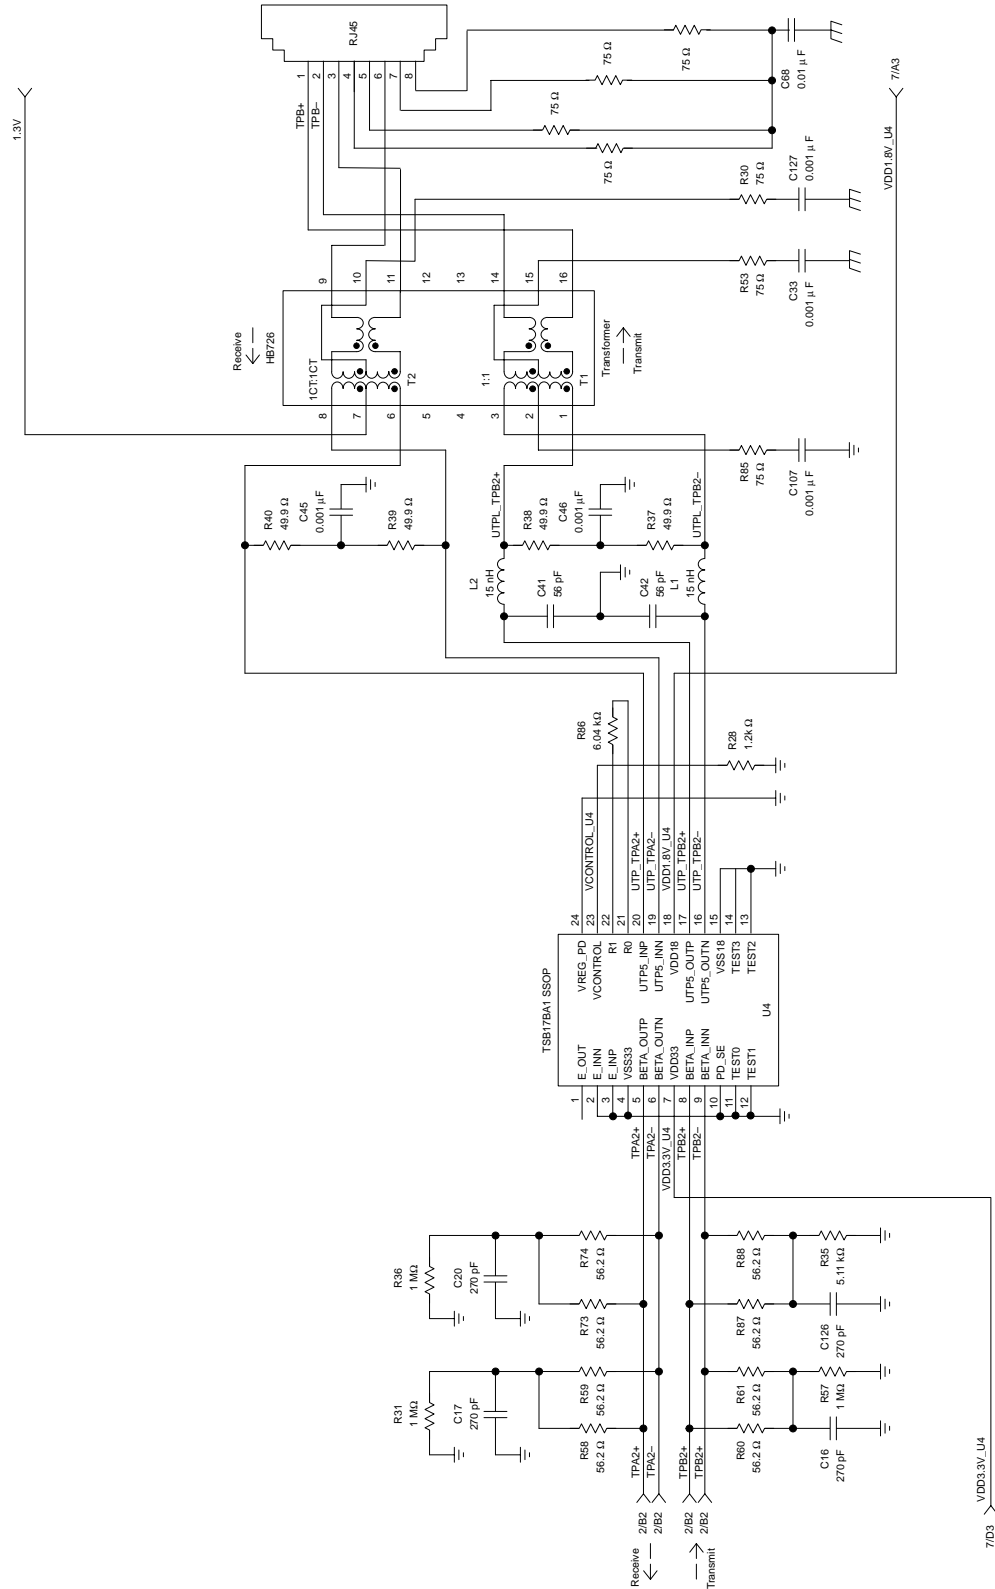 1.3V
RJ45
1
2
3
4
5
6
7
8
TPB+
TPB–
75 Ω
75 Ω
75 Ω
75 Ω
C68
0.01 μ F
7/A3
VDD1.8V_U4
R30
75 Ω
C127
0.001 μ F
R53
75 Ω
C33
0.001 μ F
Receive
HB726
9
10
11
12
13
14
15
16
1CT:1CT
T2
1:1
T1
Transformer
Transmit
8
7
6
5
4
3
2
1
R85
75 Ω
C107
0.001 μ F
R40
49.9 Ω
C45
0.001 μF
R39
49.9 Ω
UTPL_TPB2+
R38
49.9 Ω
C46
0.001 μF
R37
49.9 Ω
UTPL_TPB2–
L2
15 nH
C41
56 pF
C42
56 pF
L1
15 nH
R86
6.04 kΩ
R28
1.2k Ω
VCONTROL_U4
UTP_TPA2+
UTP_TPA2–
VDD1.8V_U4
UTP_TPB2+
UTP_TPB2–
24
23
22
21
20
19
18
17
16
15
14
13
TSB17BA1 SSOP
VREG_PD
VCONTROL
R1
R0
UTP5_INP
UTP5_INN
VDD18
UTP5_OUTP
UTP5_OUTN
VSS18
TEST3
TEST2
U4
E_OUT
E_INN
E_INP
VSS33
BETA_OUTP
BETA_OUTN
VDD33
BETA_INP
BETA_INN
PD_SE
TEST0
TEST1
1
2
3
4
5
6
7
8
9
10
11
12
TPA2+
TPA2–
VDD3.3V_U4
TPB2+
TPB2–
R36
1 MΩ
C20
270 pF
R74
56.2 Ω
R73
56.2 Ω
R88
56.2 Ω
R87
56.2 Ω
R35
5.11 kΩ
C126
270 pF
R31
1 MΩ
C17
270 pF
R59
56.2 Ω
R58
56.2 Ω
R61
56.2 Ω
R60
56.2 Ω
R57
1 MΩ
C16
270 pF
TPA2+
TPA2–
TPB2+
TPB2+
2/B2
2/B2
2/B2
2/B2
Receive
Transmit
VDD3.3V_U4
7/D3